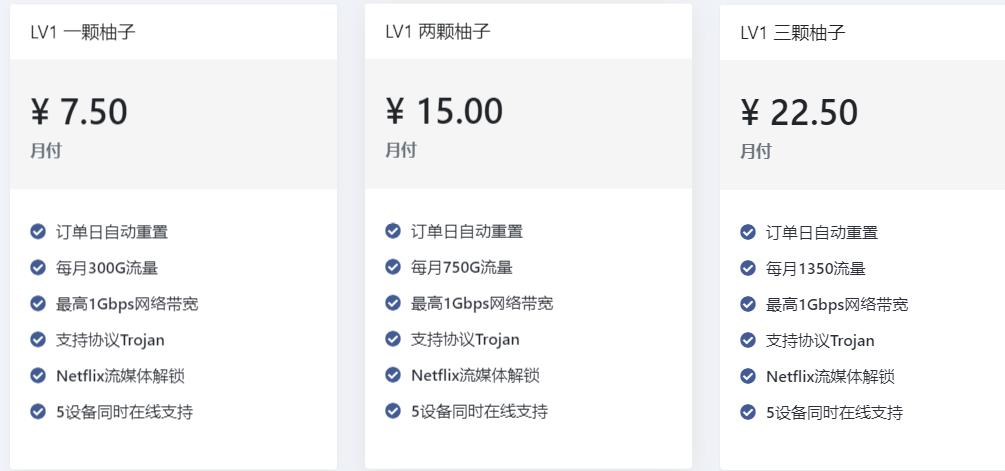 LV1 一颗柚子
¥ 7.50
月付
订单日自动重置
每月300G流量
最高1Gbps网络带宽
支持协议Trojan
Netflix流媒体解锁
5设备同时在线支持
LV1 两颗柚子
¥ 15.00
月付
订单日自动重置
每月750G流量
最高1Gbps网络带宽
支持协议Trojan
Netflix流媒体解锁
5设备同时在线支持
LV1 三颗柚子
¥ 22.50
月付
订单日自动重置
每月1350流量
最高1Gbps网络带宽
支持协议Trojan
Netflix流媒体解锁
5设备同时在线支持